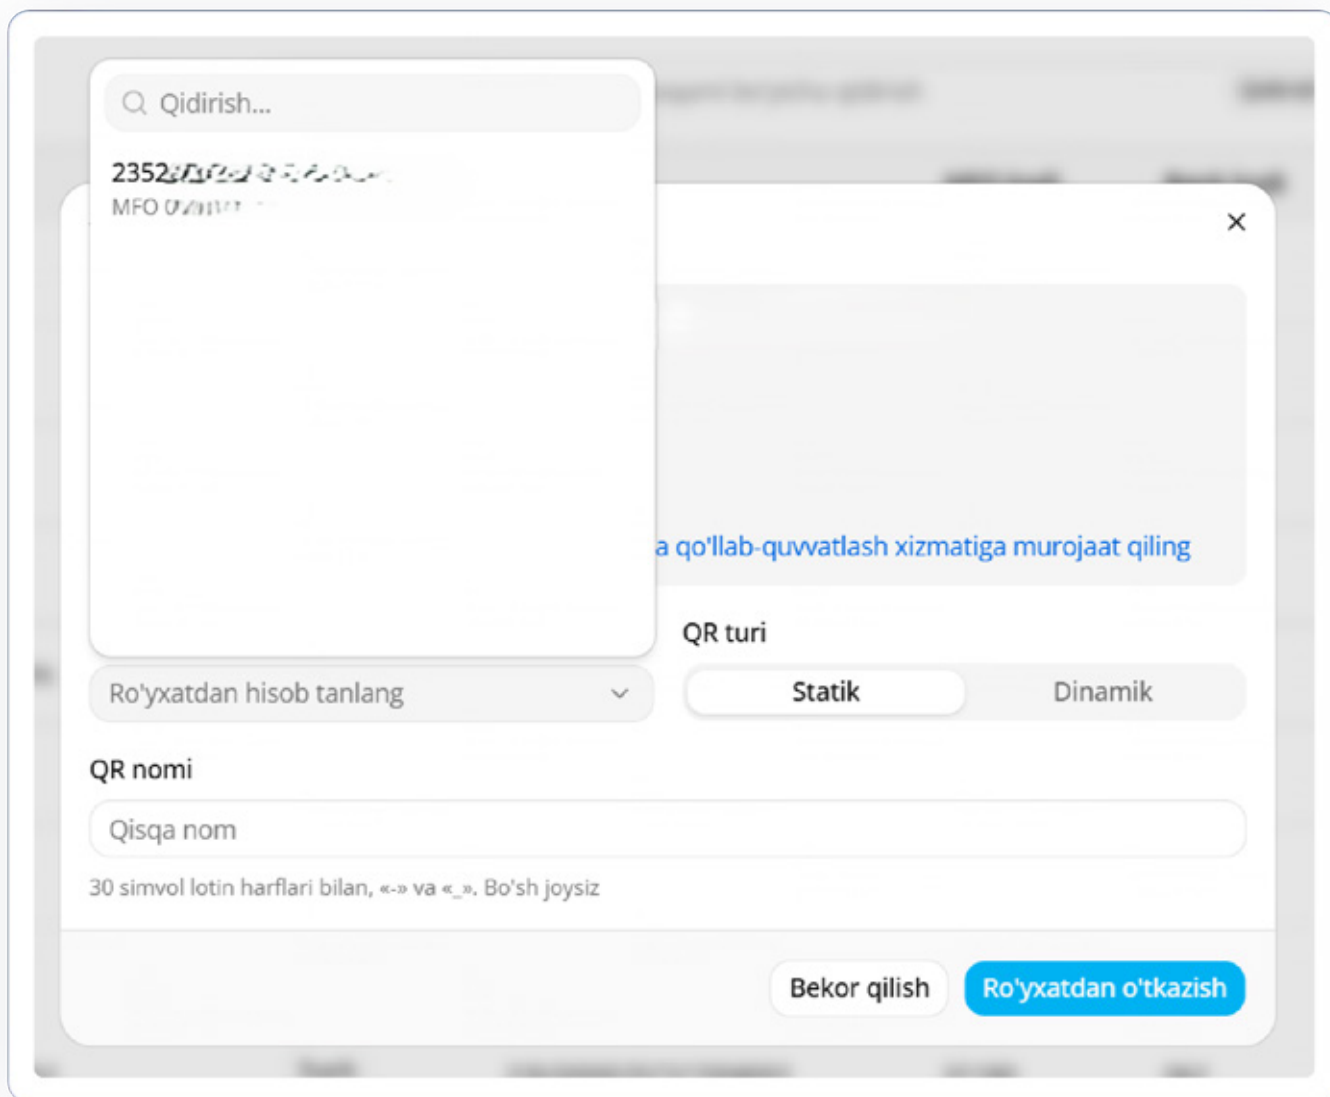 Qidirish...
2352
MFO
a qo'llab-quvvatlash xizmatiga murojaat qiling
QR turi
Ro'yxatdan hisob tanlang
Statik
Dinamik
QR nomi
Qisqa nom
30 simvol lotin harflari bilan, «-» va «_». Bo'sh joysiz
Bekor qilish
Ro'yxatdan o'tkazish